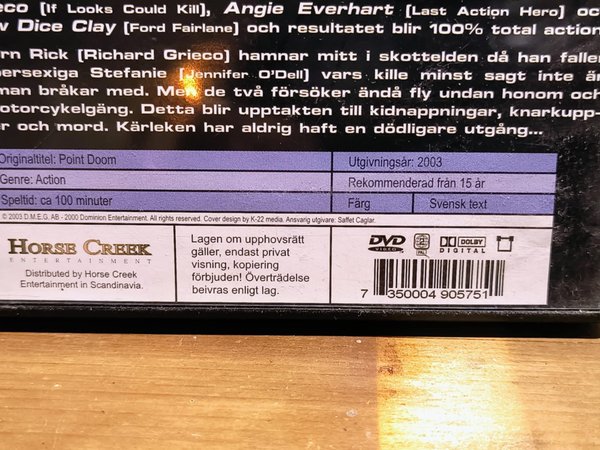 eco [If Looks Could Kill], Angie Everhart [Last Action Hero] oc
w Dice Clay [Ford Fairlane] och resultatet blir 100% total action
rn Rick [Richard Grieco] hamnar mitt i skottelden då han faller
persexiga Stefanie [Jennifer O'Dell] vars kille minst sagt inte är
man bråkar med. Men de två försöker ändå fly undan honom och
otorcykelgäng. Detta blir upptakten till kidnappningar, knarkupp-
er och mord. Kärleken har aldrig haft en dödligare utgång...
Originaltitel: Point Doom
Utgivningsår: 2003
Genre: Action
Rekommenderad från 15 år
Speltid: ca 100 minuter
Färg
Svensk text
© 2003 D.M.E.G. AB - 2000 Dominion Entertainment. All rights reserved. Cover design by K-22 media. Ansvarig utgivare: Saffet Caglar.
HORSE CREEK
ENTERTAINMENT
Distributed by Horse Creek
Entertainment in Scandinavia.
Lagen om upphovsrätt
gäller, endast privat
visning, kopiering
förbjuden! Överträdelse
beivras enligt lag.
DVD
VIDEO
2
PAL
DOLBY
DIGITAL
7 350004 905751